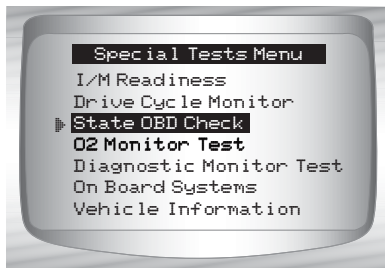 Special Tests Menu
I/M Readiness
Drive Cycle Monitor
State OBD Check
O2 Monitor Test
Diagnostic Monitor Test
On Board Systems
Vehicle Information